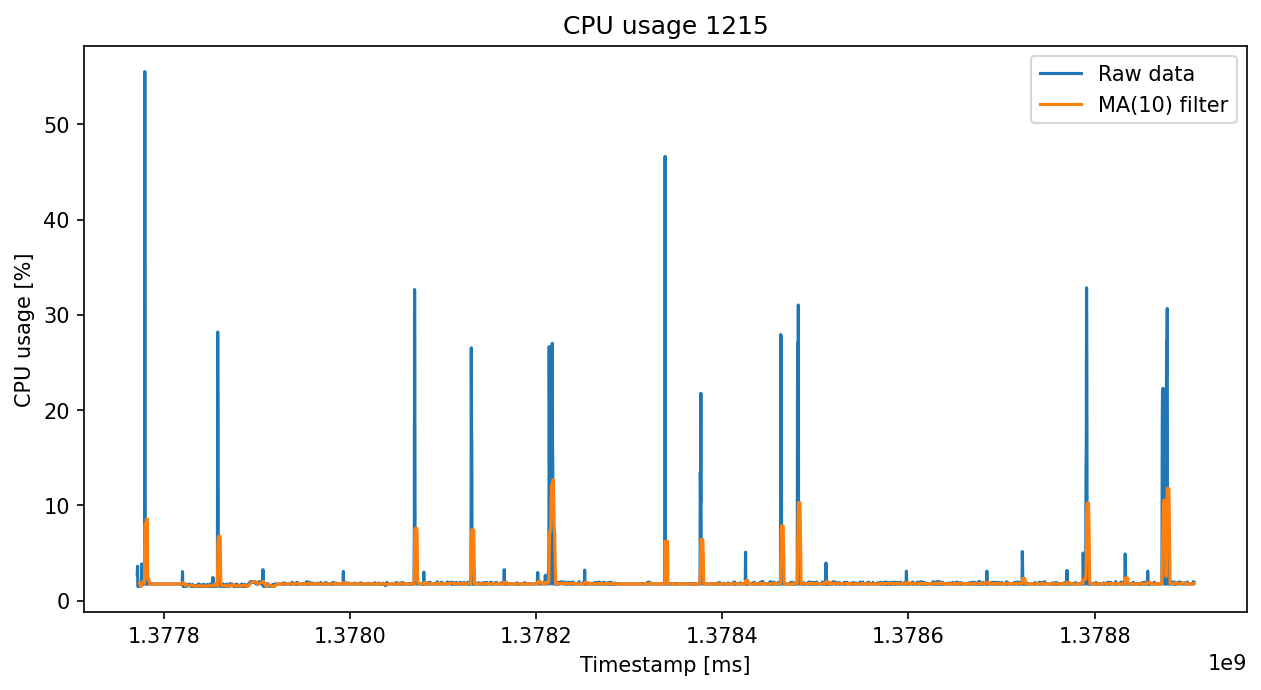 CPU usage 1215
Raw data
MA(10) filter
CPU usage [%]
50
40
30
20
10
0
1.3778 1.3780 1.3782 1.3784 1.3786 1.3788
1e9
Timestamp [ms]